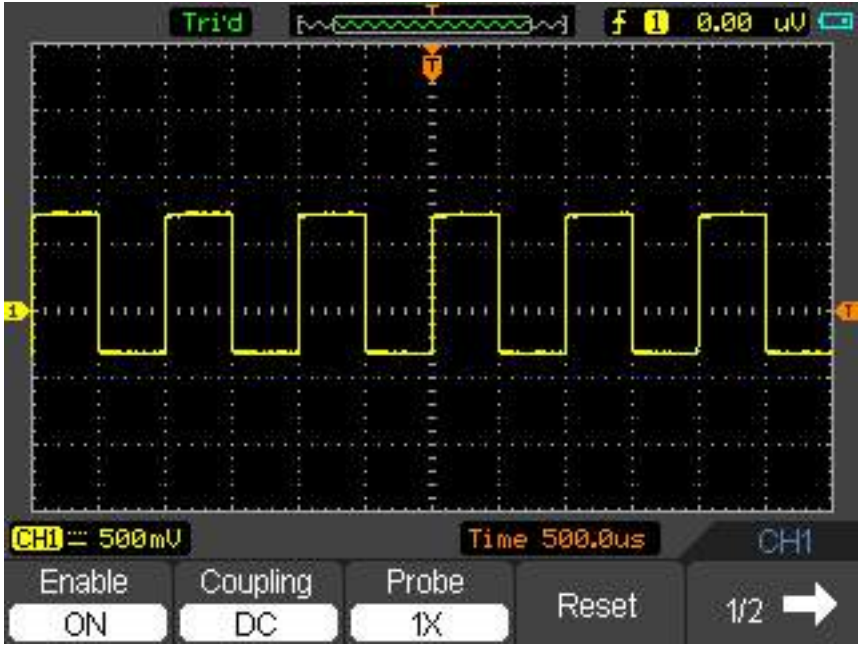 Tri'd T f 1 0.00 uV
T
1 T
CH1 500mV Time 500.0us CH1
Enable Coupling Probe Reset 1/2
ON DC 1X